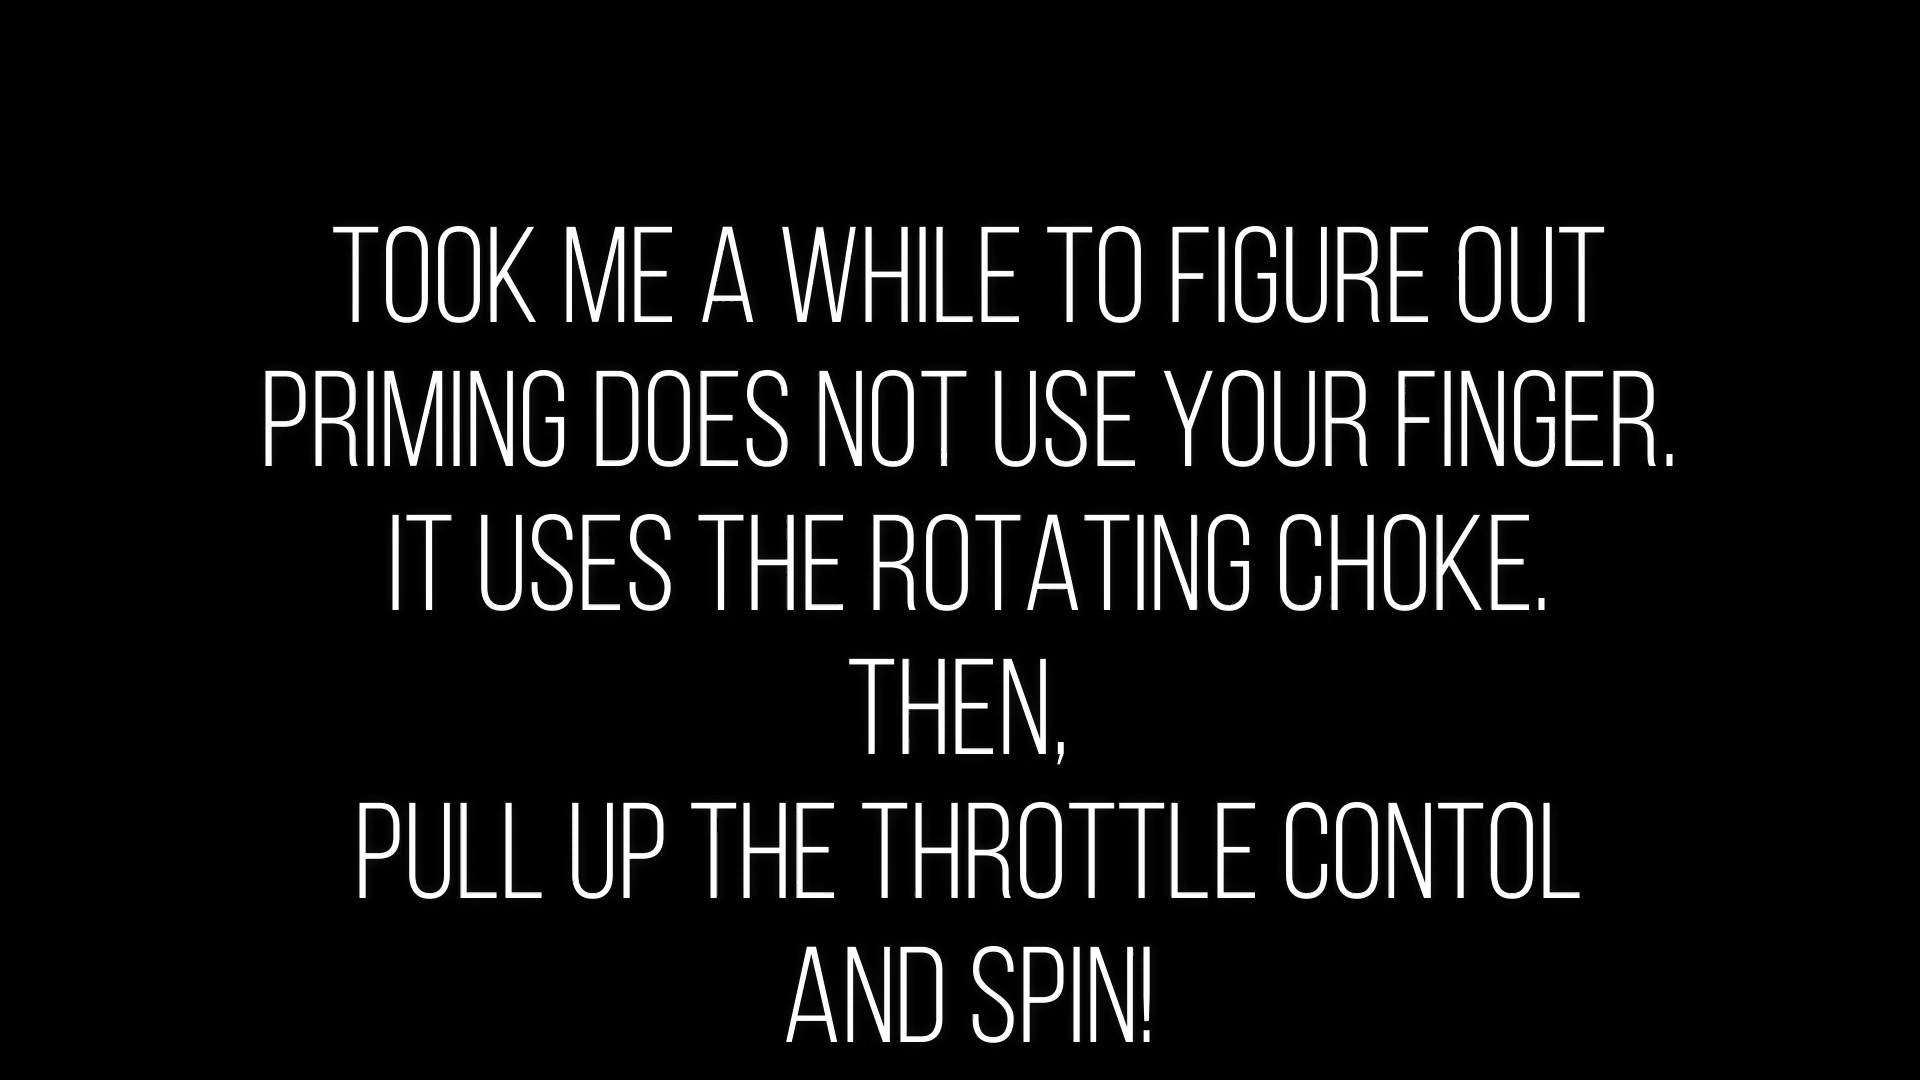 TOOK ME A WHILE TO FIGURE OUT
PRIMING DOES NOT USE YOUR FINGER.
IT USES THE ROTATING CHOKE.
THEN,
PULL UP THE THROTTLE CONTOL
AND SPIN!